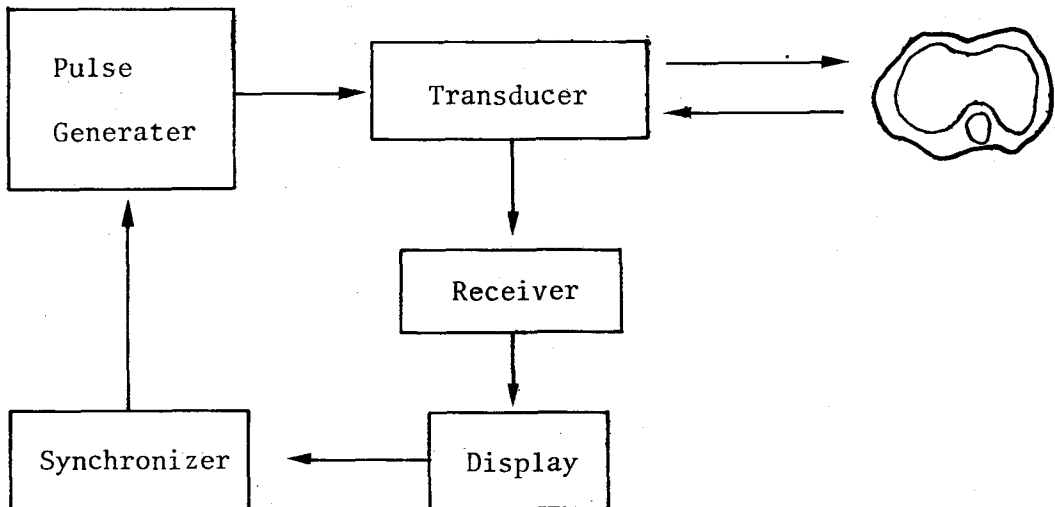 Pulse
Generater
Transducer
Receiver
Synchronizer
Display